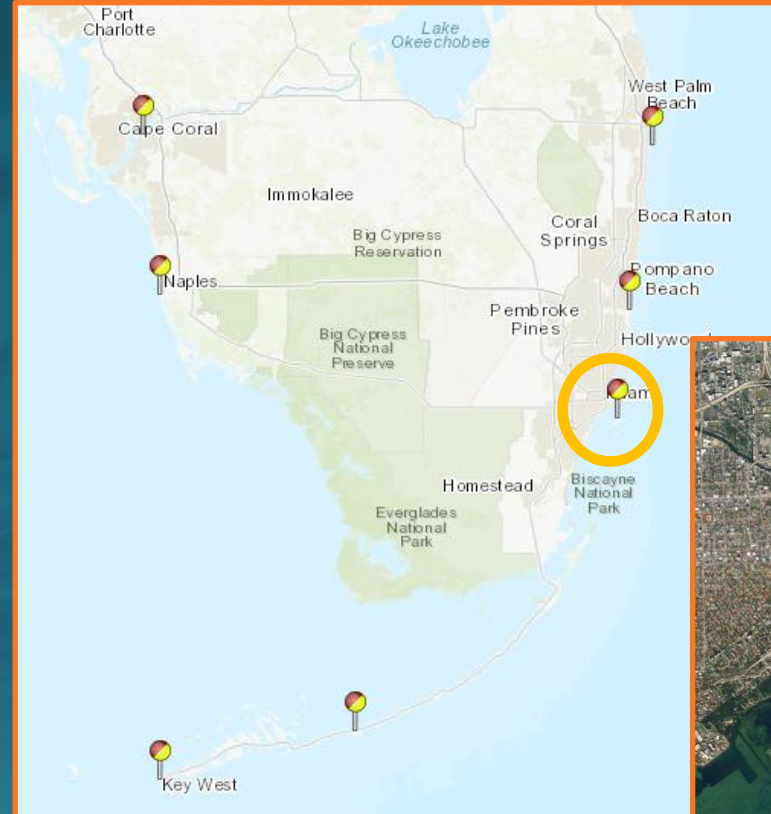 Port
Charlotte
Lake
Okeechobee
West Palm
Beach
Cape Coral
Immokalee
Boca Raton
Coral
Springs
Big Cypress
Reservation
Naples
Pompano
Beach
Pembroke
Pines
Big Cypress
National
Preserve
Homestead
Biscayne
National
Park
Everglades
National
Park
Key West